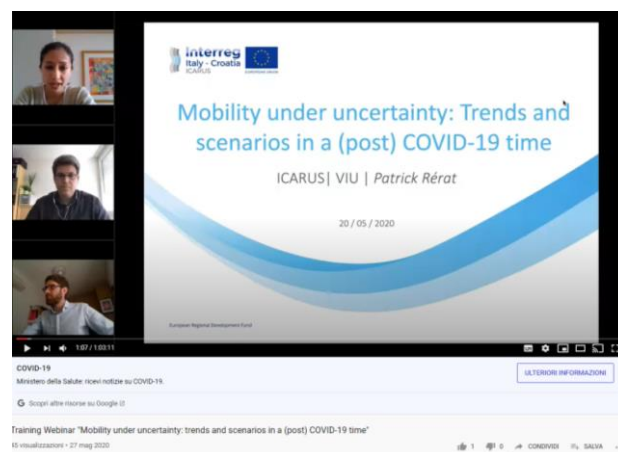 Interreg
Italy - Croatia
ICARUS
EUROPEAN UNION
Mobility under uncertainty: Trends and
scenarios in a (post) COVID-19 time
ICARUS| VIU | Patrick Rérat
20 / 05 / 2020
European Regional Development Fund
1:07 / 1:03:11
COVID-19
Ministero della Salute: ricevi notizie su COVID-19.
ULTERIORI INFORMAZIONI
G Scopri altre risorse su Google
Training Webinar "Mobility under uncertainty: trends and scenarios in a (post) COVID-19 time"
45 visualizzazioni • 27 mag 2020
1 0 CONDIVIDI SALVA